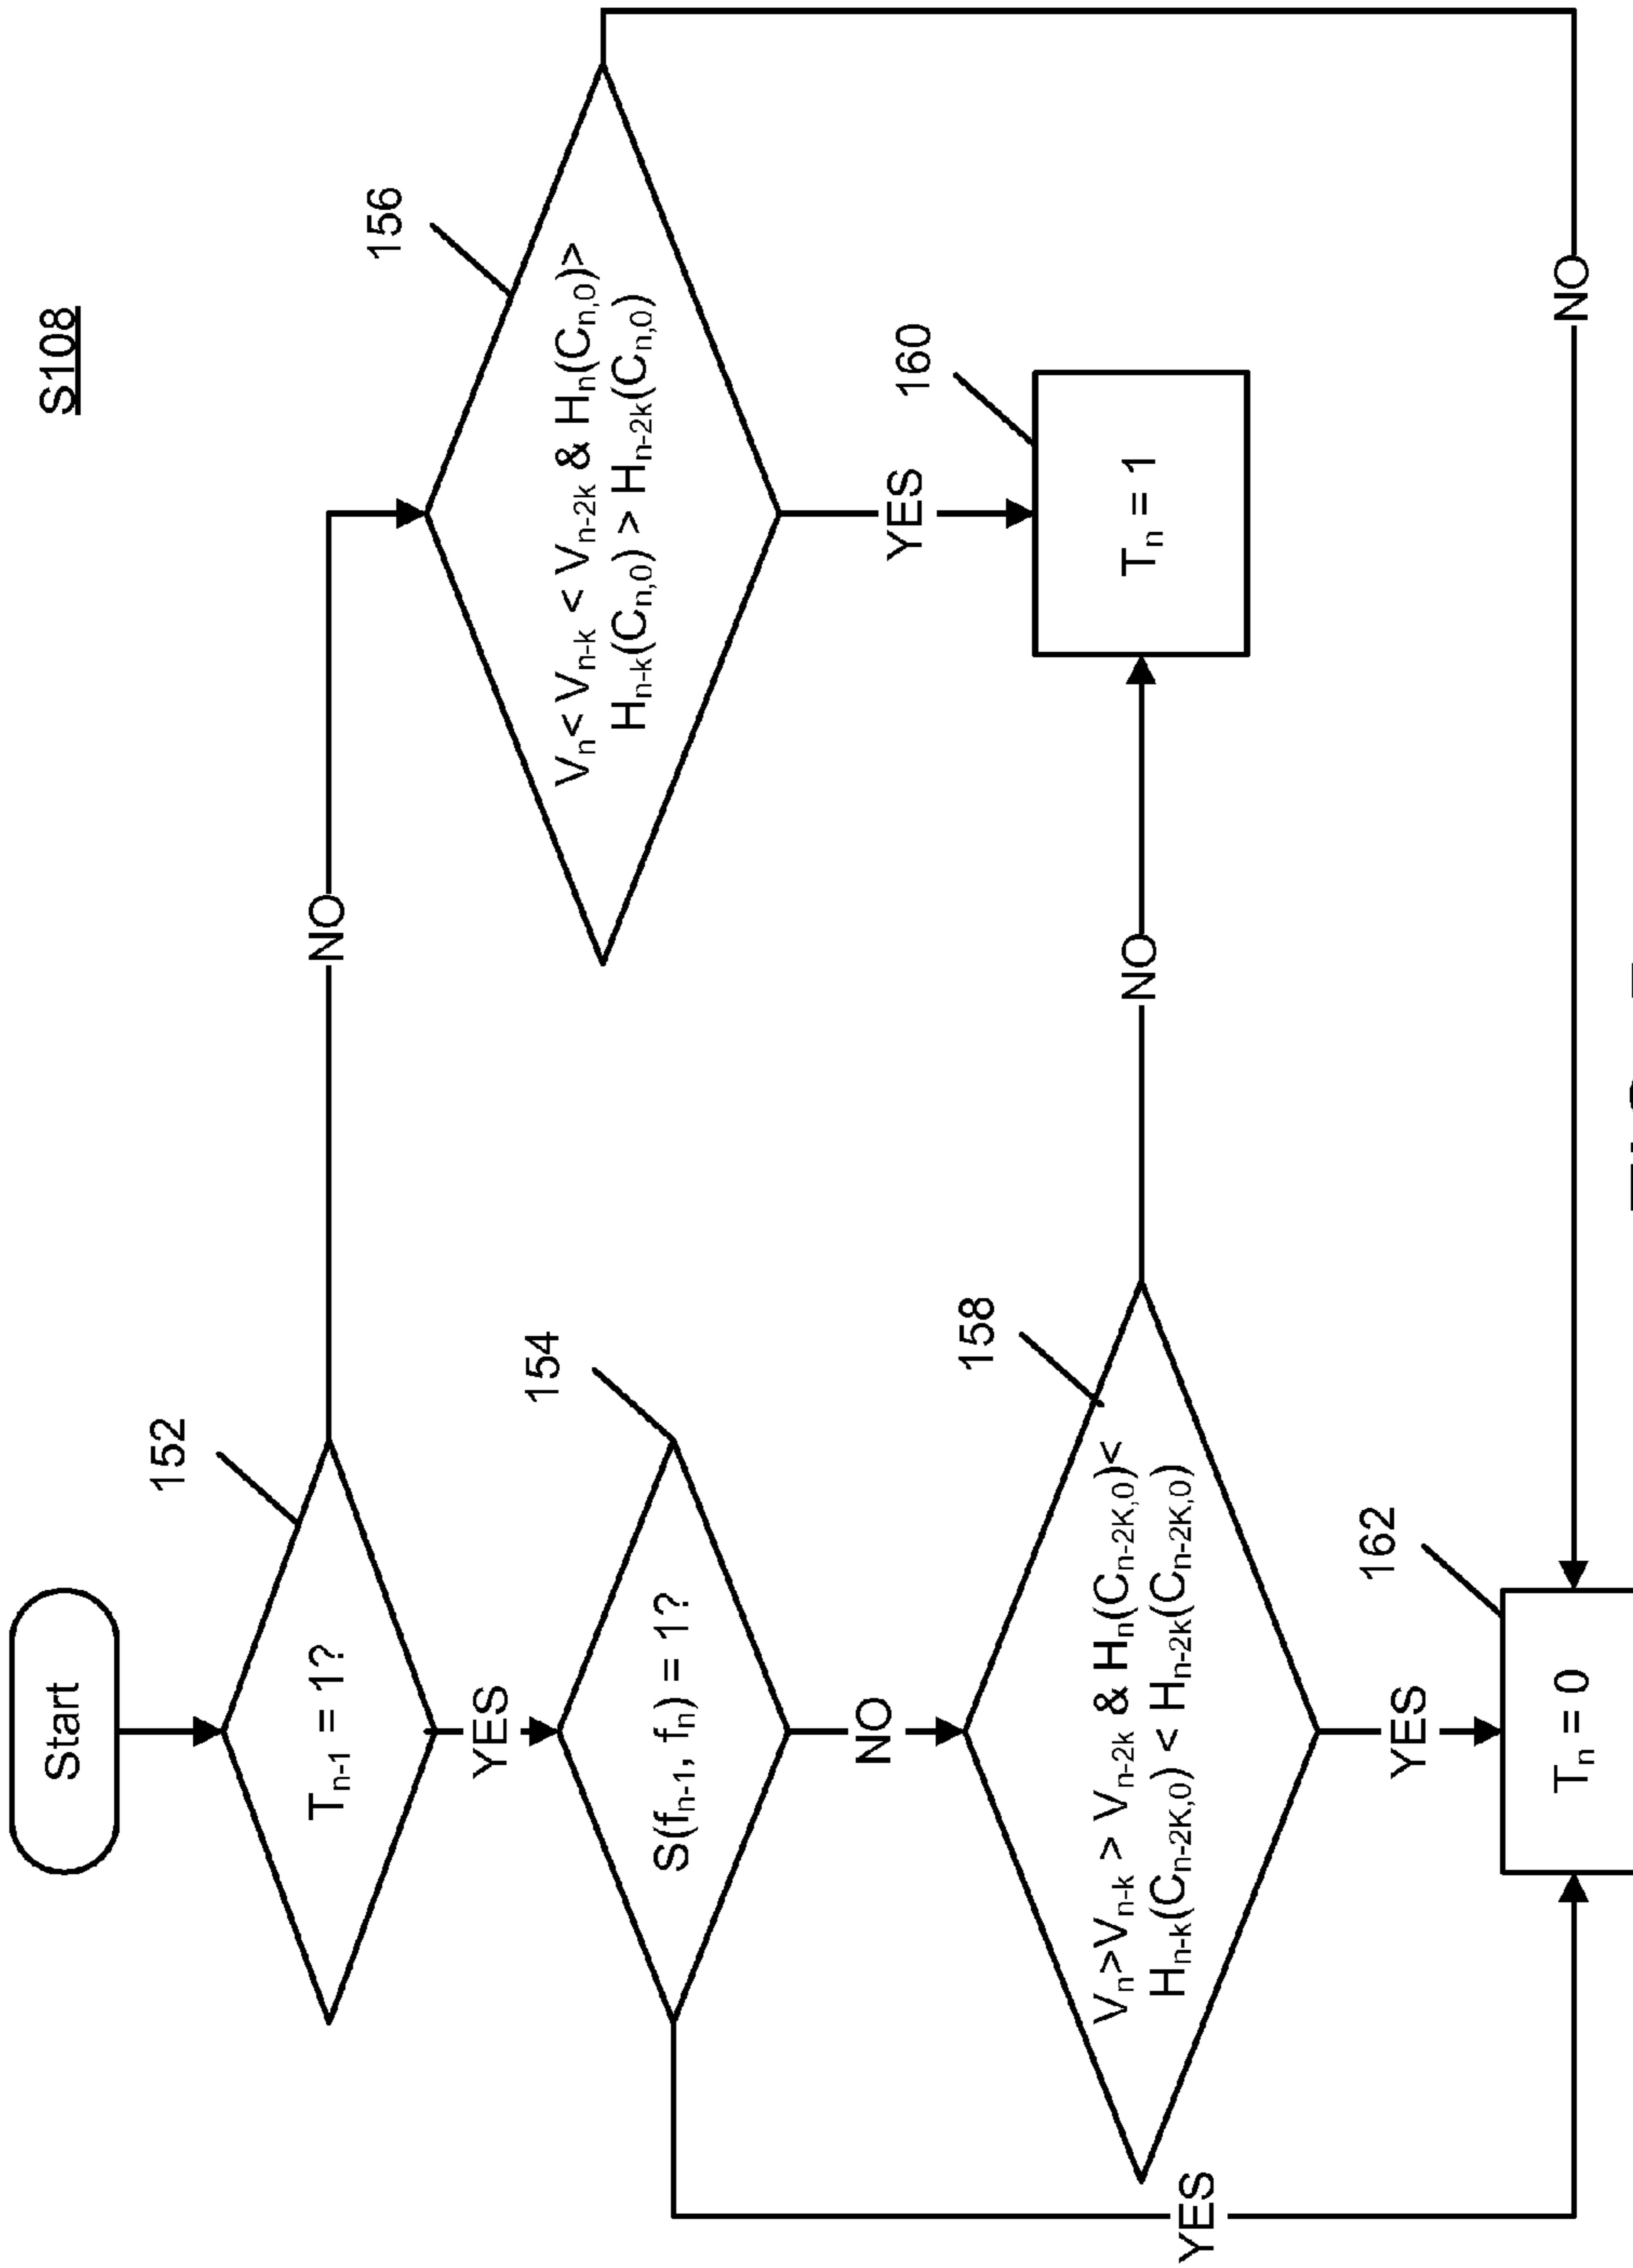 S108
Start
152
T_{n-1} = 1?
NO
YES
154
S(f_{n-1}, f_n) = 1?
156
V_n< V_{n-k} < V_{n-2k} & H_n(C_{n,0})>
H_{n-k}(C_{n,0}) > H_{n-2k}(C_{n,0})
NO
YES
158
V_n>V_{n-k} > V_{n-2k} & H_n(C_{n-2K,0})<
H_{n-k}(C_{n-2K,0}) < H_{n-2k}(C_{n-2K,0})
NO
160
T_n = 1
YES
YES
162
T_n = 0
NO